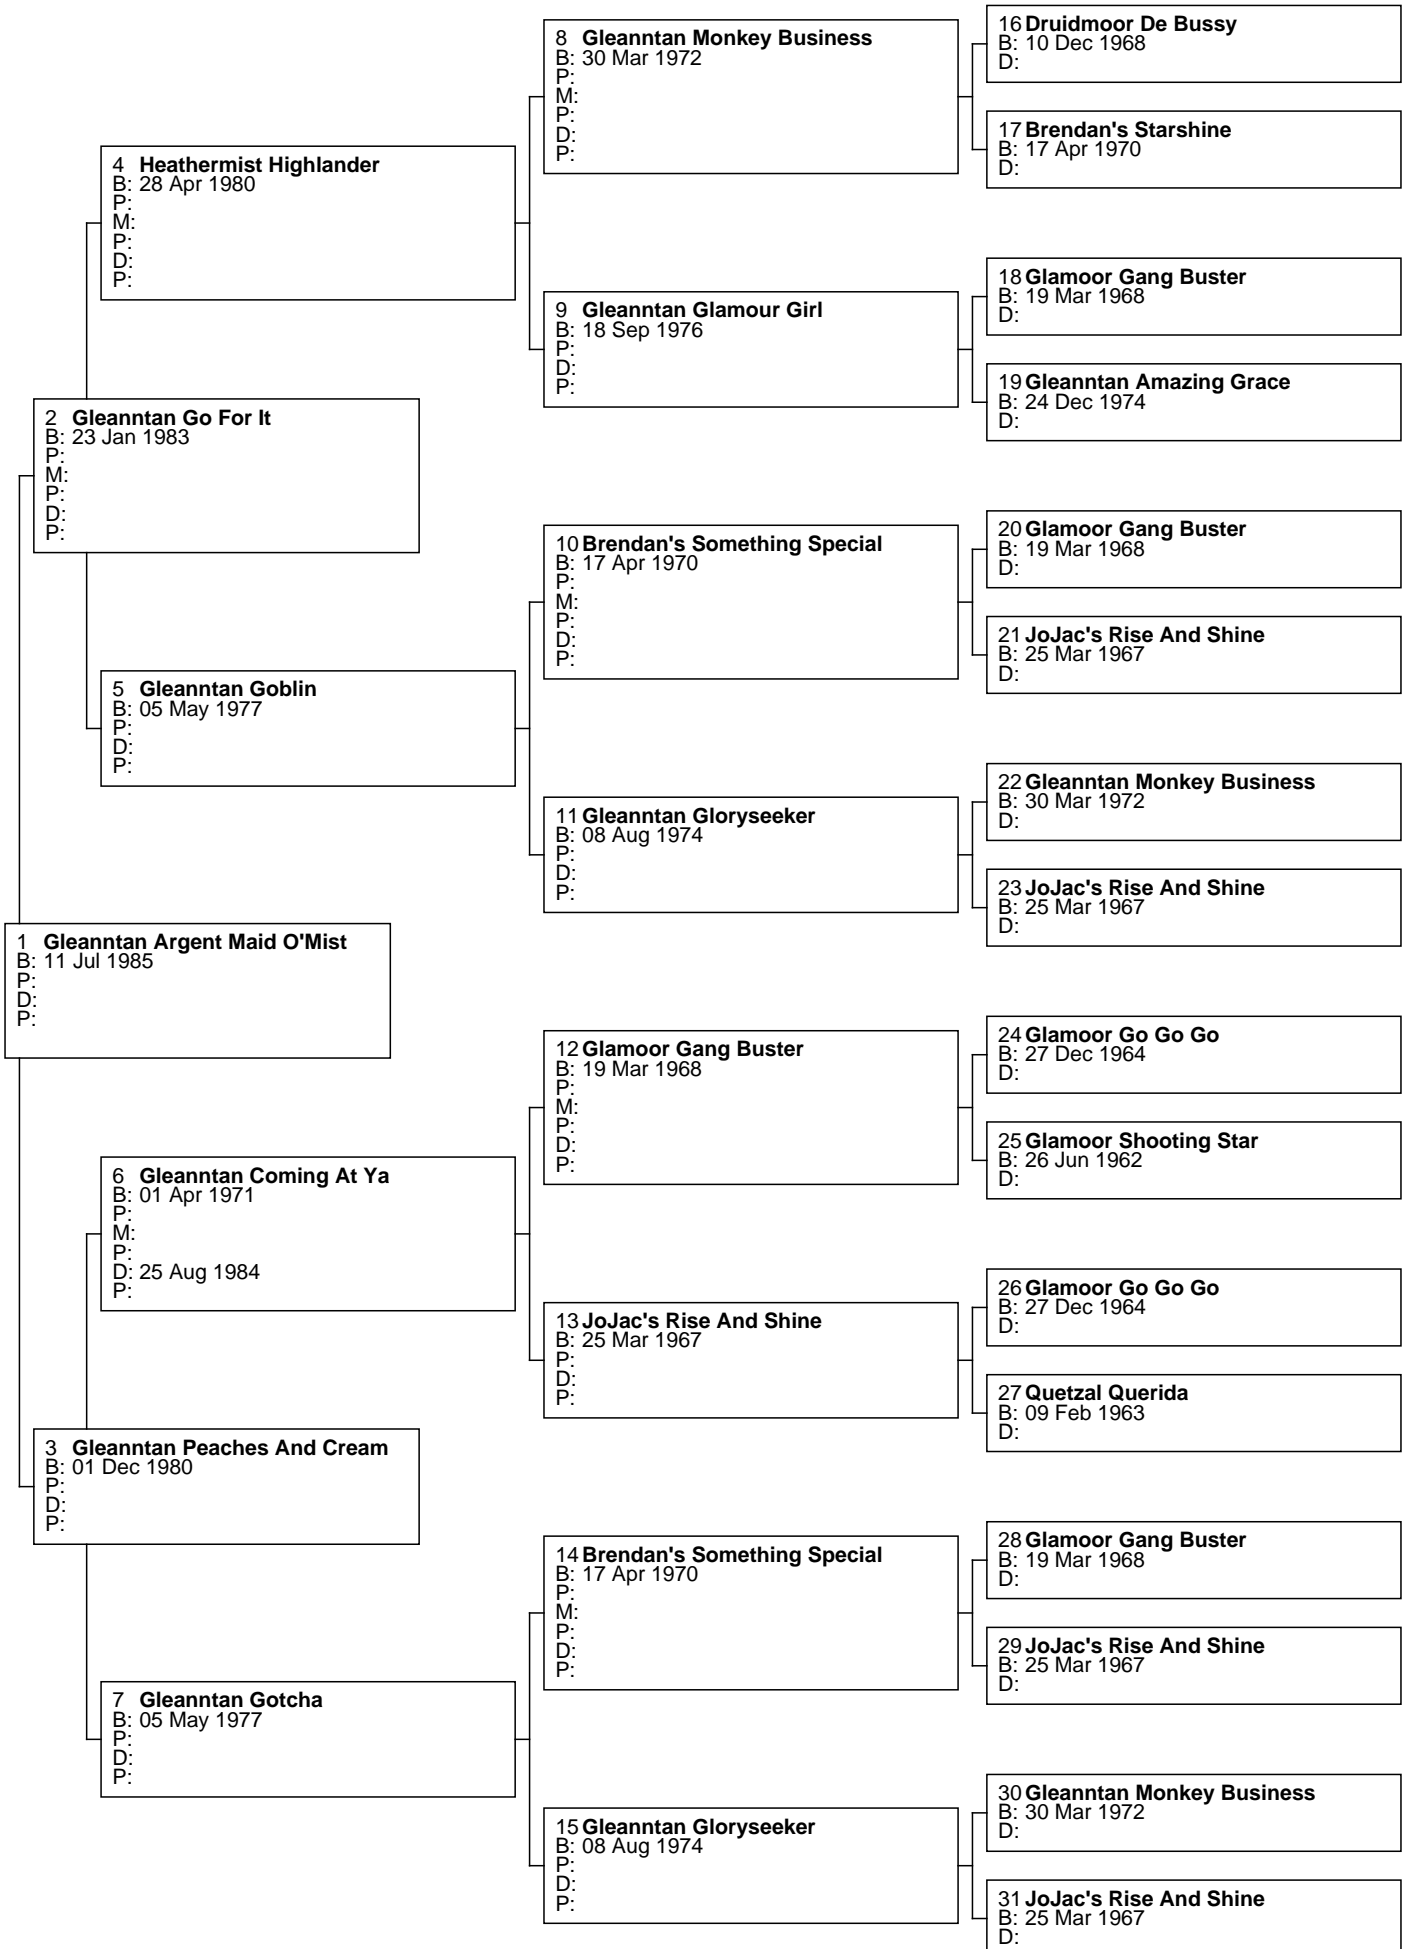 1 Gleanntan Argent Maid O'Mist
B: 11 Jul 1985
P:
D:
P:
2 Gleanntan Go For It
B: 23 Jan 1983
P:
M:
P:
D:
P:
3 Gleanntan Peaches And Cream
B: 01 Dec 1980
P:
D:
P:
4 Heathermist Highlander
B: 28 Apr 1980
P:
M:
P:
D:
P:
5 Gleanntan Goblin
B: 05 May 1977
P:
D:
P:
6 Gleanntan Coming At Ya
B: 01 Apr 1971
P:
M:
P:
D: 25 Aug 1984
P:
7 Gleanntan Gotcha
B: 05 May 1977
P:
D:
P:
8 Gleanntan Monkey Business
B: 30 Mar 1972
P:
M:
P:
D:
P:
9 Gleanntan Glamour Girl
B: 18 Sep 1976
P:
D:
P:
10 Brendan's Something Special
B: 17 Apr 1970
P:
M:
P:
D:
P:
11 Gleanntan Gloryseeker
B: 08 Aug 1974
P:
D:
P:
12 Glamoor Gang Buster
B: 19 Mar 1968
P:
M:
P:
D:
P:
13 JoJac's Rise And Shine
B: 25 Mar 1967
P:
D:
P:
14 Brendan's Something Special
B: 17 Apr 1970
P:
M:
P:
D:
P:
15 Gleanntan Gloryseeker
B: 08 Aug 1974
P:
D:
P:
16 Druidmoor De Bussy
B: 10 Dec 1968
D:
17 Brendan's Starshine
B: 17 Apr 1970
D:
18 Glamoor Gang Buster
B: 19 Mar 1968
D:
19 Gleanntan Amazing Grace
B: 24 Dec 1974
D:
20 Glamoor Gang Buster
B: 19 Mar 1968
D:
21 JoJac's Rise And Shine
B: 25 Mar 1967
D:
22 Gleanntan Monkey Business
B: 30 Mar 1972
D:
23 JoJac's Rise And Shine
B: 25 Mar 1967
D:
24 Glamoor Go Go Go
B: 27 Dec 1964
D:
25 Glamoor Shooting Star
B: 26 Jun 1962
D:
26 Glamoor Go Go Go
B: 27 Dec 1964
D:
27 Quetzal Querida
B: 09 Feb 1963
D:
28 Glamoor Gang Buster
B: 19 Mar 1968
D:
29 JoJac's Rise And Shine
B: 25 Mar 1967
D:
30 Gleanntan Monkey Business
B: 30 Mar 1972
D:
31 JoJac's Rise And Shine
B: 25 Mar 1967
D: